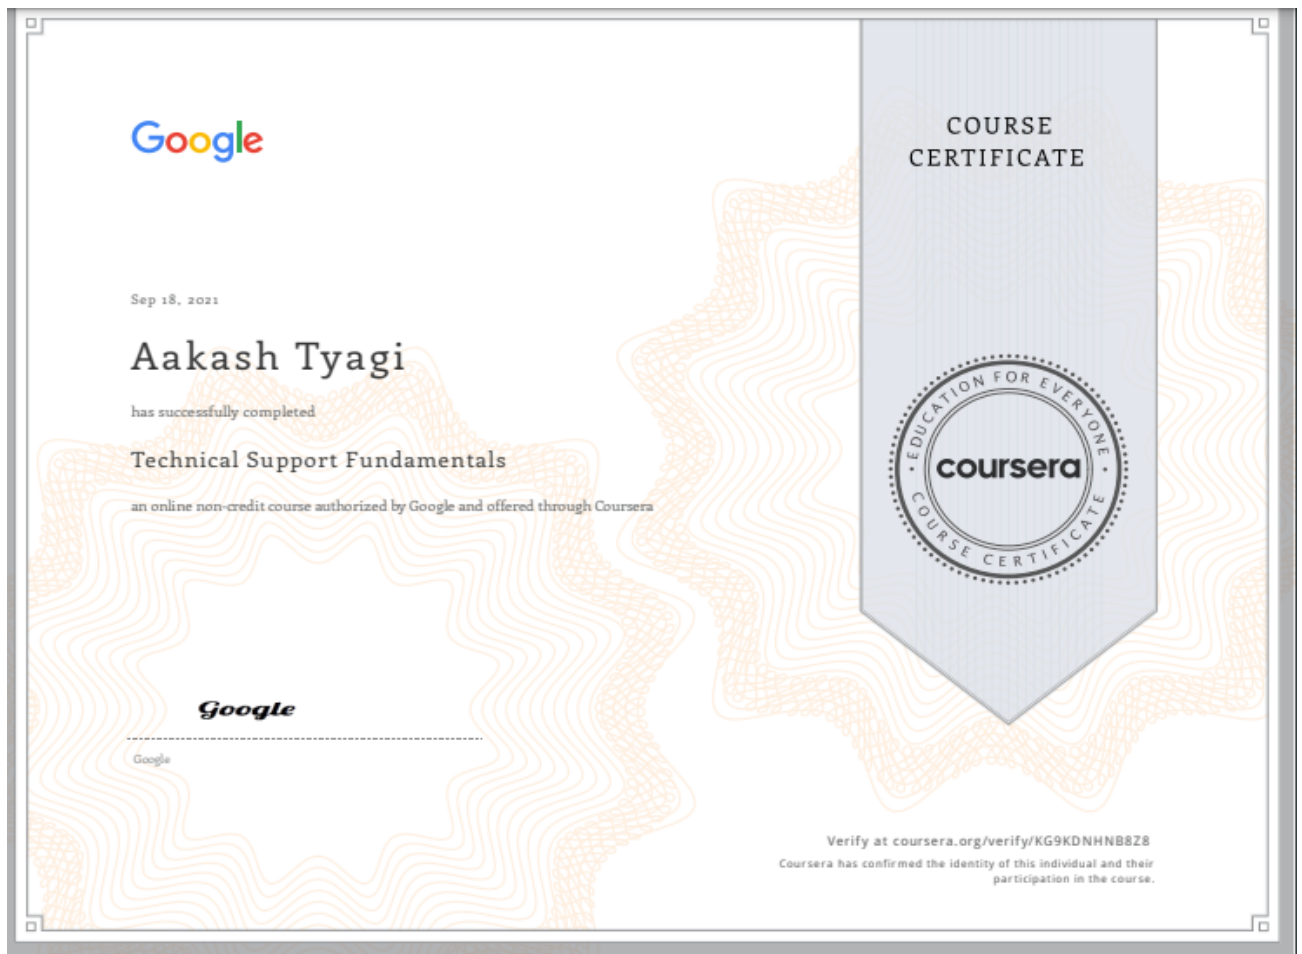 Google
COURSE
CERTIFICATE
Sep 18, 2021
Aakash Tyagi
has successfully completed
Technical Support Fundamentals
an online non-credit course authorized by Google and offered through Coursera
EDUCATION FOR EVERYONE
coursera
COURSE CERTIFICATE
Google
Google
Verify at coursera.org/verify/KG9KDNHNB8Z8
Coursera has confirmed the identity of this individual and their
participation in the course.